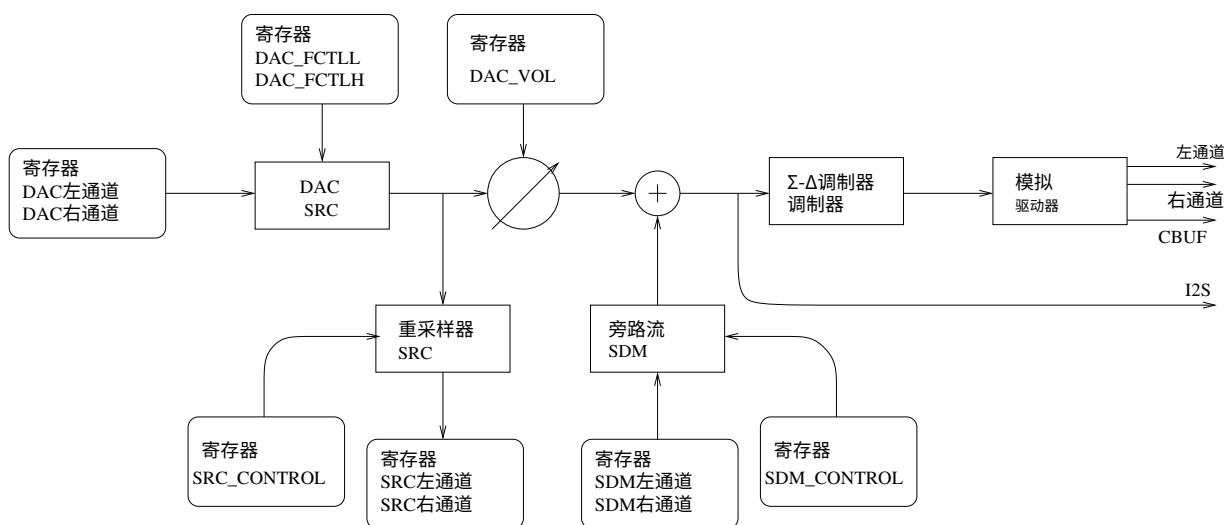 寄存器
DAC_FCTLL
DAC_FCTLH
寄存器
DAC_VOL
寄存器
DAC左通道
DAC右通道
DAC
SRC
Σ-Δ调制器
调制器
模拟
驱动器
左通道
右通道
CBUF
I2S
重采样器
SRC
旁路流
SDM
寄存器
SRC_CONTROL
寄存器
SRC左通道
SRC右通道
寄存器
SDM左通道
SDM右通道
寄存器
SDM_CONTROL